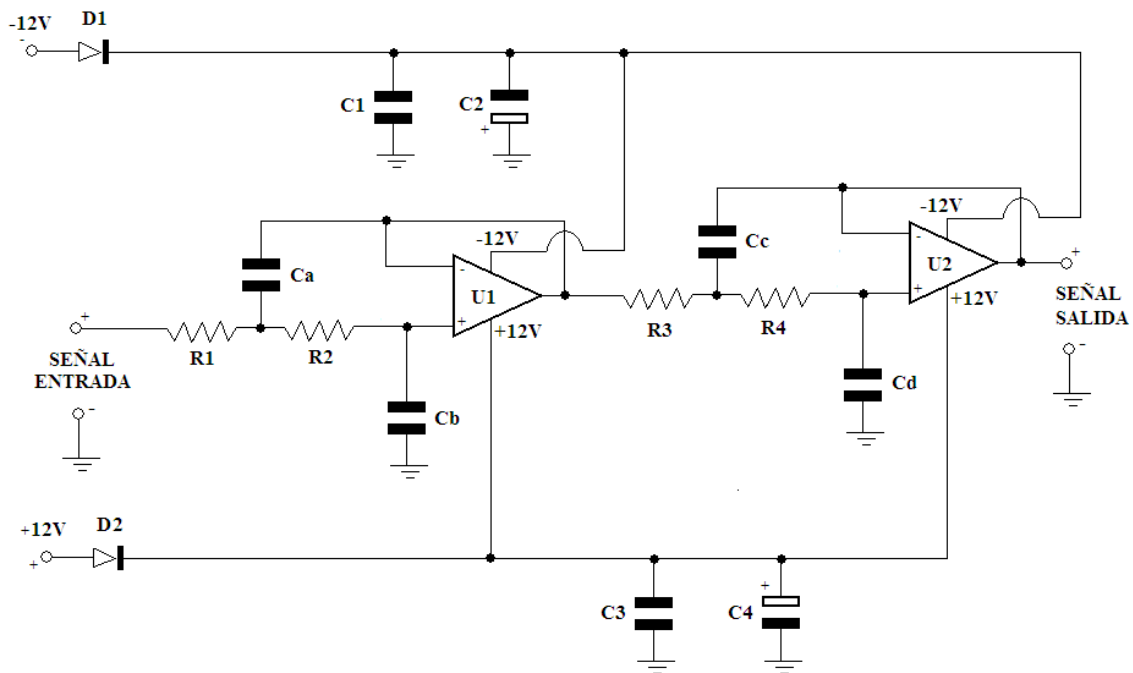 -12V
D1
-
C1
C2
+
-12V
-
Ca
U1
+
+12V
-12V
-
Cc
U2
+
+12V
+
SEÑAL
SALIDA
-
+
R1
R2
R3
R4
SEÑAL
ENTRADA
-
Cb
Cd
+12V
+
D2
C3
+
C4